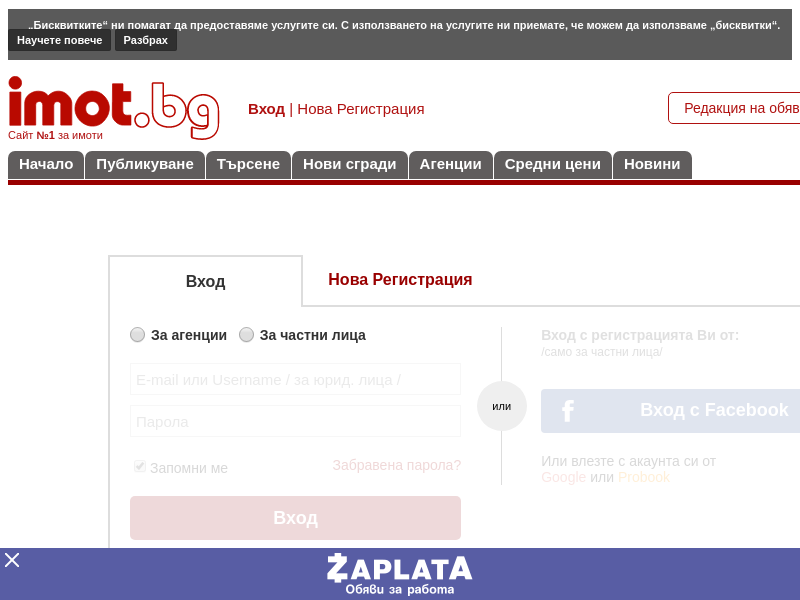 „Бисквитките“ ни помагат да предоставяме услугите си. С използването на услугите ни приемате, че можем да използваме „бисквитки“.
Научете повече Разбрах
imot.bg
Сайт №1 за имоти
Вход | Нова Регистрация
Редакция на обяв
Начало Публикуване Търсене Нови сгради Агенции Средни цени Новини
Вход Нова Регистрация
За агенции За частни лица
E-mail или Username / за юрид. лица /
Парола
Запомни ме Забравена парола?
Вход
или
Вход с регистрацията Ви от:
/само за частни лица/
f Вход с Facebook
Или влезте с акаунта си от
Google или Probook
ZAPLATA
Обяви за работа